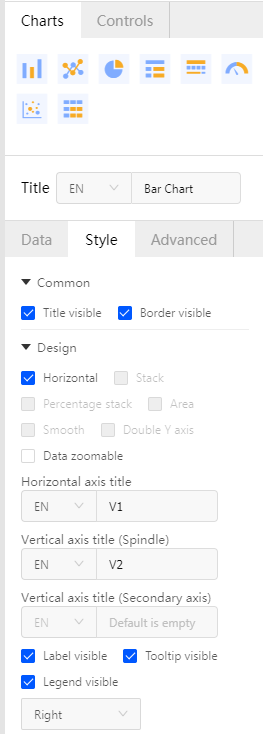 Charts Controls
Title EN Bar Chart
Data Style Advanced
Common
Title visible Border visible
Design
Horizontal Stack
Percentage stack Area
Smooth Double Y axis
Data zoomable
Horizontal axis title
EN V1
Vertical axis title (Spindle)
EN V2
Vertical axis title (Secondary axis)
EN Default is empty
Label visible Tooltip visible
Legend visible
Right